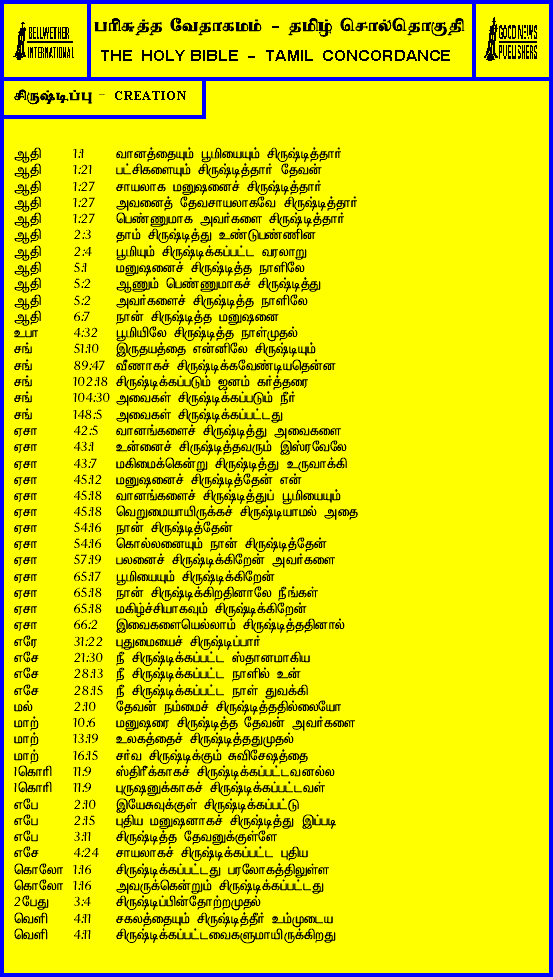 BELLWETHER
INTERNATIONAL
பரிசுத்த வேதாகமம் - தமிழ் சொல்தொகுதி
THE HOLY BIBLE - TAMIL CONCORDANCE
GOOD NEWS
PUBLISHERS
சிருஷ்டிப்பு - CREATION
ஆதி 1:1 வானத்தையும் பூமியையும் சிருஷ்டித்தார்
ஆதி 1:21 பட்சிகளையும் சிருஷ்டித்தார் தேவன்
ஆதி 1:27 சாயலாக மனுஷனைச் சிருஷ்டித்தார்
ஆதி 1:27 அவனைத் தேவசாயலாகவே சிருஷ்டித்தார்
ஆதி 1:27 பெண்ணுமாக அவர்களை சிருஷ்டித்தார்
ஆதி 2:3 தாம் சிருஷ்டித்து உண்டுபண்ணின
ஆதி 2:4 பூமியும் சிருஷ்டிக்கப்பட்ட வரலாறு
ஆதி 5:1 மனுஷனைச் சிருஷ்டித்த நாளிலே
ஆதி 5:2 ஆணும் பெண்ணுமாகச் சிருஷ்டித்து
ஆதி 5:2 அவர்களைச் சிருஷ்டித்த நாளிலே
ஆதி 6:7 நான் சிருஷ்டித்த மனுஷனை
உபா 4:32 பூமியிலே சிருஷ்டித்த நாள்முதல்
சங் 51:10 இருதயத்தை என்னிலே சிருஷ்டியும்
சங் 89:47 வீணாகச் சிருஷ்டிக்கவேண்டியதென்ன
சங் 102:18 சிருஷ்டிக்கப்படும் ஜனம் கர்த்தரை
சங் 104:30 அவைகள் சிருஷ்டிக்கப்படும் நீர்
சங் 148:5 அவைகள் சிருஷ்டிக்கப்பட்டது
ஏசா 42:5 வானங்களைச் சிருஷ்டித்து அவைகளை
ஏசா 43:1 உன்னைச் சிருஷ்டித்தவரும் இஸ்ரவேலே
ஏசா 43:7 மகிமைக்கென்று சிருஷ்டித்து உருவாக்கி
ஏசா 45:12 மனுஷனைச் சிருஷ்டித்தேன் என்
ஏசா 45:18 வானங்களைச் சிருஷ்டித்துப் பூமியையும்
ஏசா 45:18 வெறுமையாயிருக்கச் சிருஷ்டியாமல் அதை
ஏசா 54:16 நான் சிருஷ்டித்தேன்
ஏசா 54:16 கொல்லனையும் நான் சிருஷ்டித்தேன்
ஏசா 57:19 பலனைச் சிருஷ்டிக்கிறேன் அவர்களை
ஏசா 65:17 பூமியையும் சிருஷ்டிக்கிறேன்
ஏசா 65:18 நான் சிருஷ்டிக்கிறதினாலே நீங்கள்
ஏசா 65:18 மகிழ்ச்சியாகவும் சிருஷ்டிக்கிறேன்
ஏசா 66:2 இவைகளையெல்லாம் சிருஷ்டித்ததினால்
எரே 31:22 புதுமையைச் சிருஷ்டிப்பார்
எசே 21:30 நீ சிருஷ்டிக்கப்பட்ட ஸ்தானமாகிய
எசே 28:13 நீ சிருஷ்டிக்கப்பட்ட நாளில் உன்
எசே 28:15 நீ சிருஷ்டிக்கப்பட்ட நாள் துவக்கி
மல் 2:10 தேவன் நம்மைச் சிருஷ்டித்ததில்லையோ
மாற் 10:6 மனுஷரை சிருஷ்டித்த தேவன் அவர்களை
மாற் 13:19 உலகத்தைச் சிருஷ்டித்ததுமுதல்
மாற் 16:15 சர்வ சிருஷ்டிக்கும் சுவிசேஷத்தை
1கொரி 11:9 ஸ்திரீக்காகச் சிருஷ்டிக்கப்பட்டவனல்ல
1கொரி 11:9 புருஷனுக்காகச் சிருஷ்டிக்கப்பட்டவள்
எபே 2:10 இயேசுவுக்குள் சிருஷ்டிக்கப்பட்டு
எபே 2:15 புதிய மனுஷனாகச் சிருஷ்டித்து இப்படி
எபே 3:11 சிருஷ்டித்த தேவனுக்குள்ளே
எசே 4:24 சாயலாகச் சிருஷ்டிக்கப்பட்ட புதிய
கொலோ 1:16 சிருஷ்டிக்கப்பட்டது பரலோகத்திலுள்ள
கொலோ 1:16 அவருக்கென்றும் சிருஷ்டிக்கப்பட்டது
2பேது 3:4 சிருஷ்டிப்பின்தோற்றமுதல்
வெளி 4:11 சகலத்தையும் சிருஷ்டித்தீர் உம்முடைய
வெளி 4:11 சிருஷ்டிக்கப்பட்டவைகளுமாயிருக்கிறது